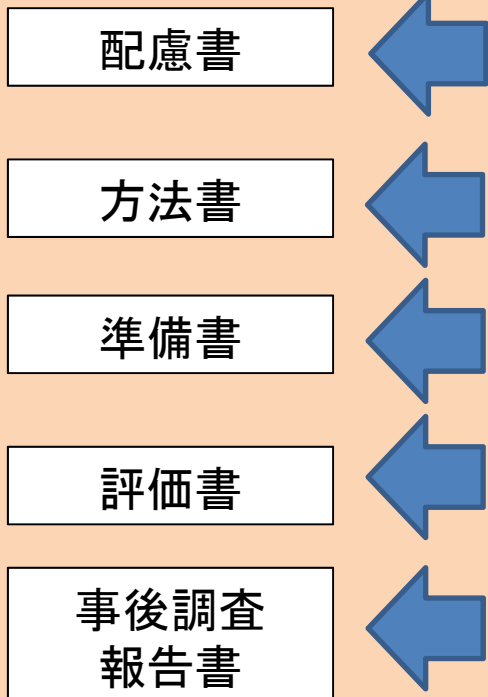 配慮書
方法書
準備書
評価書
事後調査
報告書